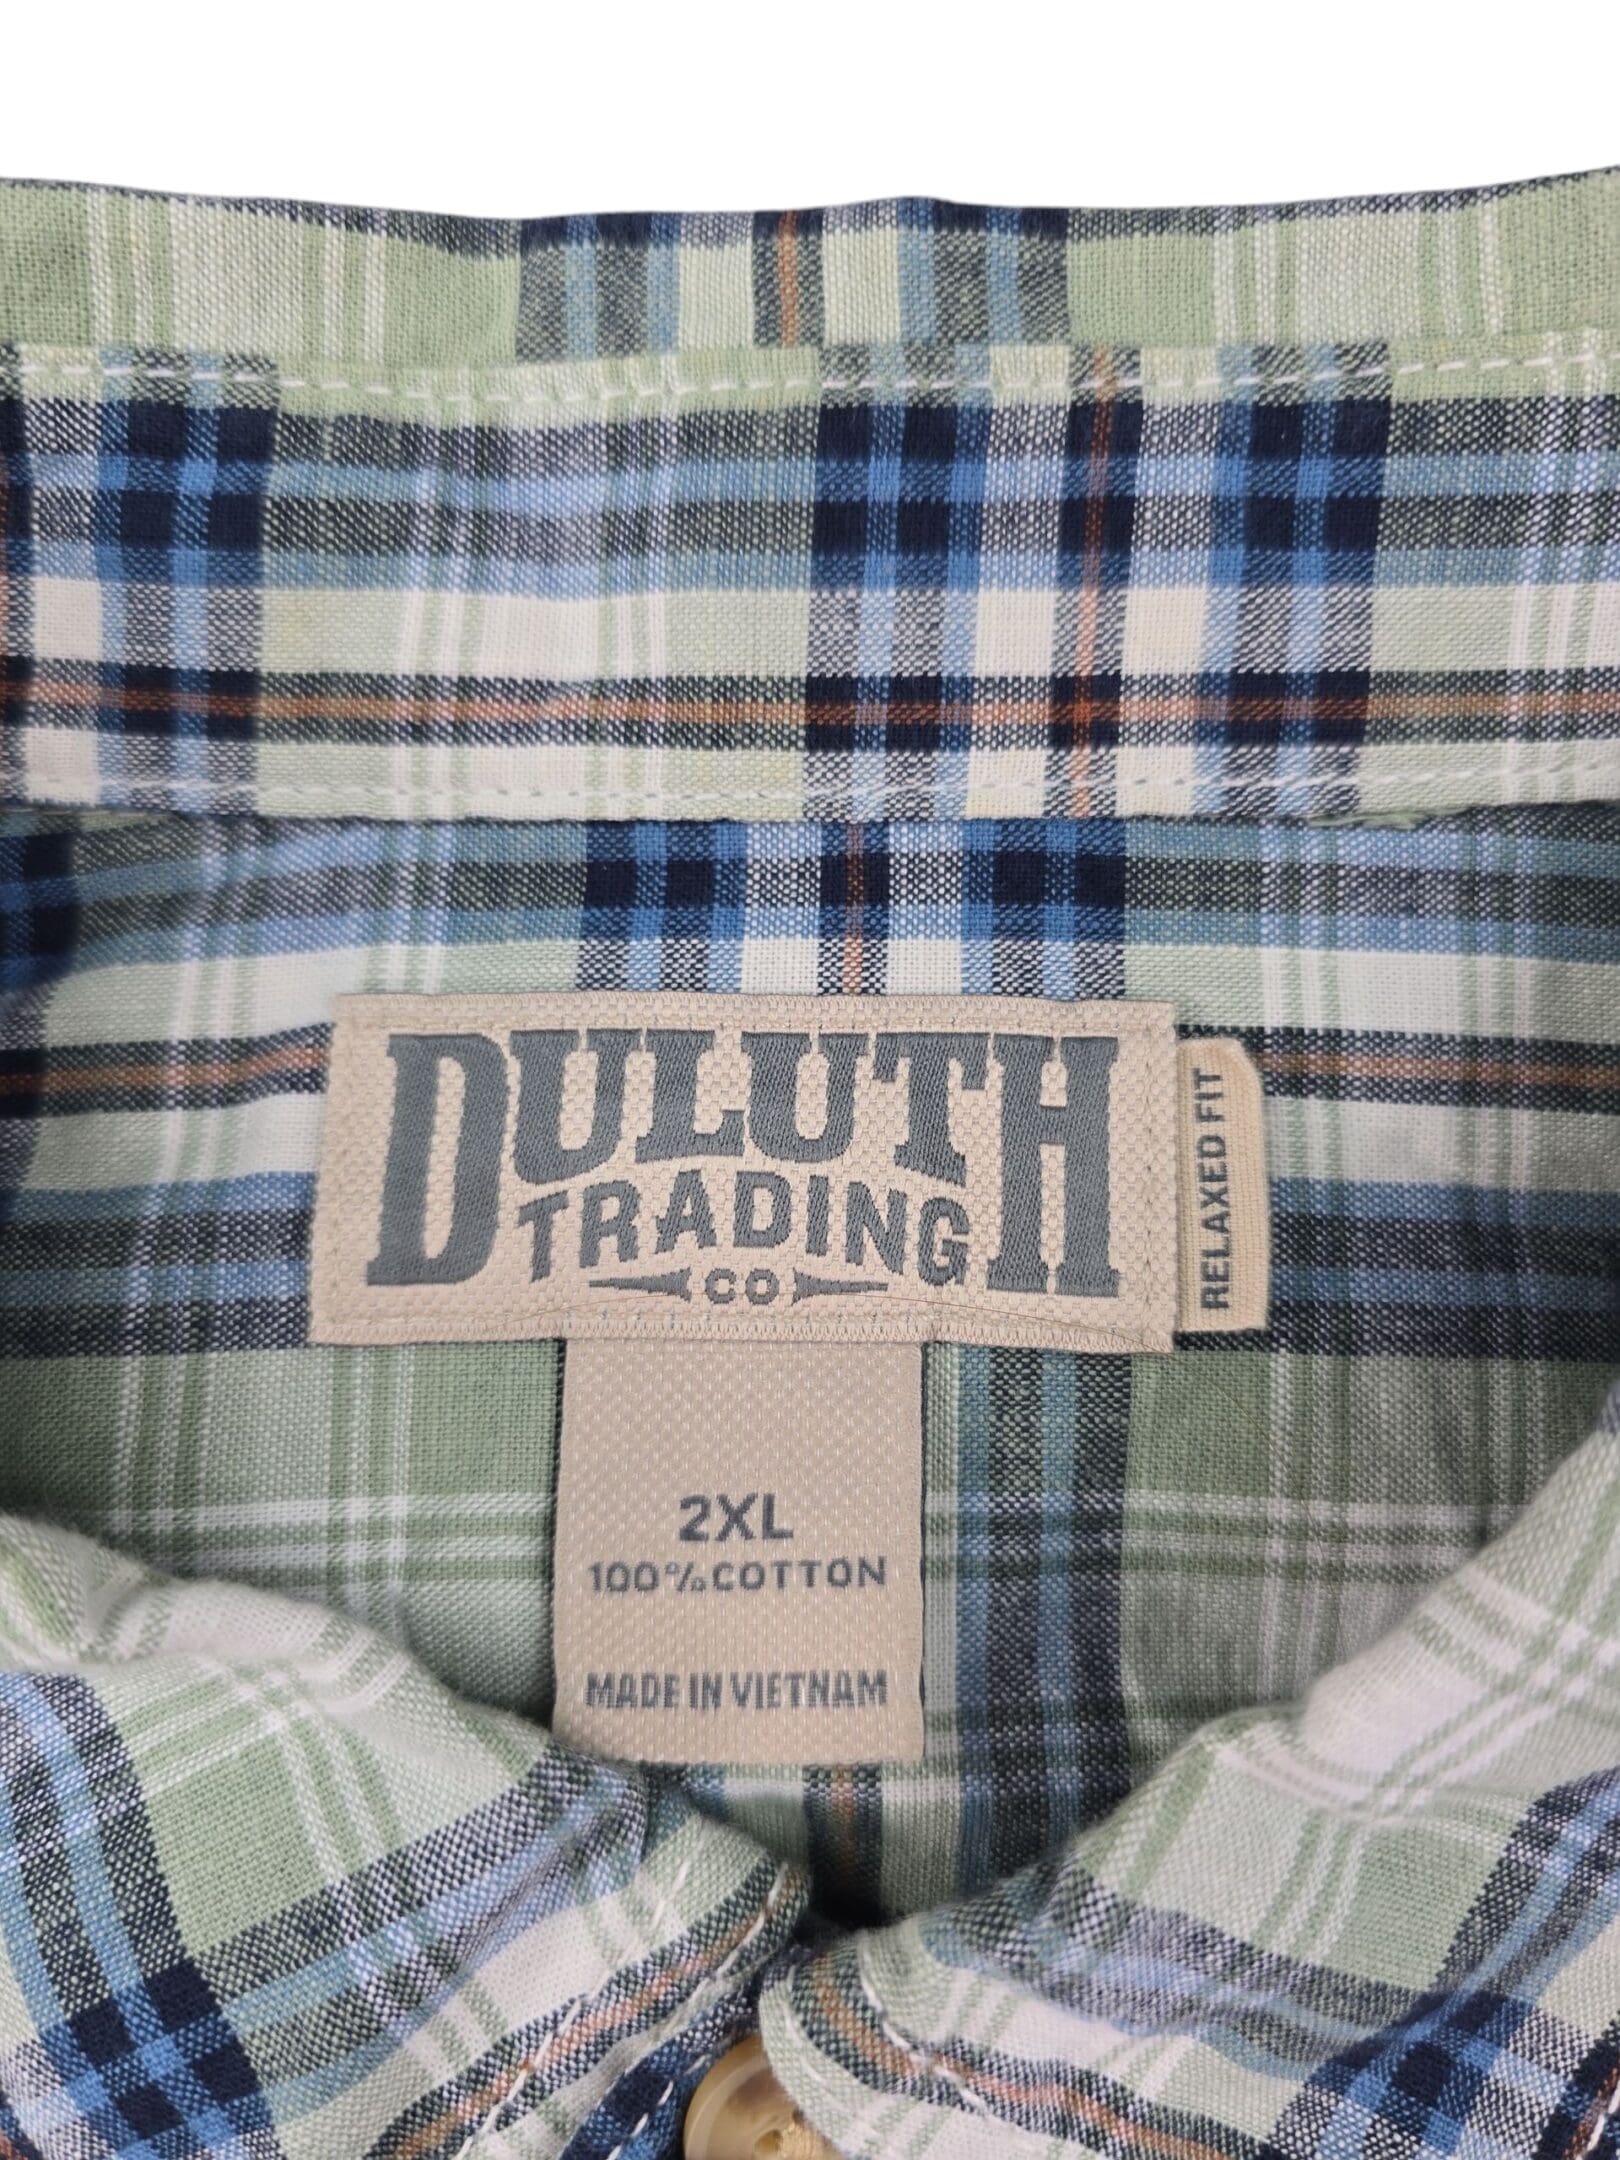 DULUTH
TRADING
CO
RELAXED FIT
2XL
100% COTTON
MADE IN VIETNAM